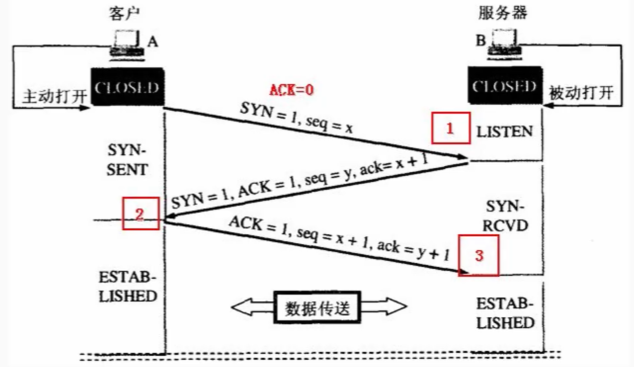 客户
服务器
A
B
CLOSED
CLOSED
主动打开
被动打开
ACK=0
SYN = 1, seq = x
1
LISTEN
SYN-
SENT
SYN = 1, ACK = 1, seq = y, ack= x + 1
2
SYN-
RCVD
ACK = 1, seq = x + 1, ack = y + 1
3
ESTAB-
LISHED
数据传送
ESTAB-
LISHED